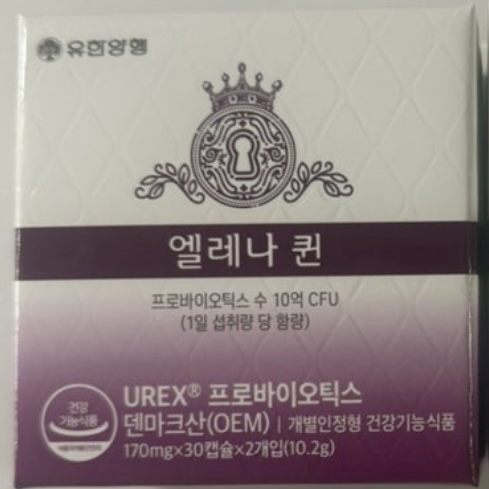 유한양행
엘레나 퀸
프로바이오틱스 수 10억 CFU
(1일 섭취량 당 함량)
건강
기능식품
UREX® 프로바이오틱스
덴마크산(OEM) | 개별인정형 건강기능식품
170mg×30캡슐×2개입(10.2g)